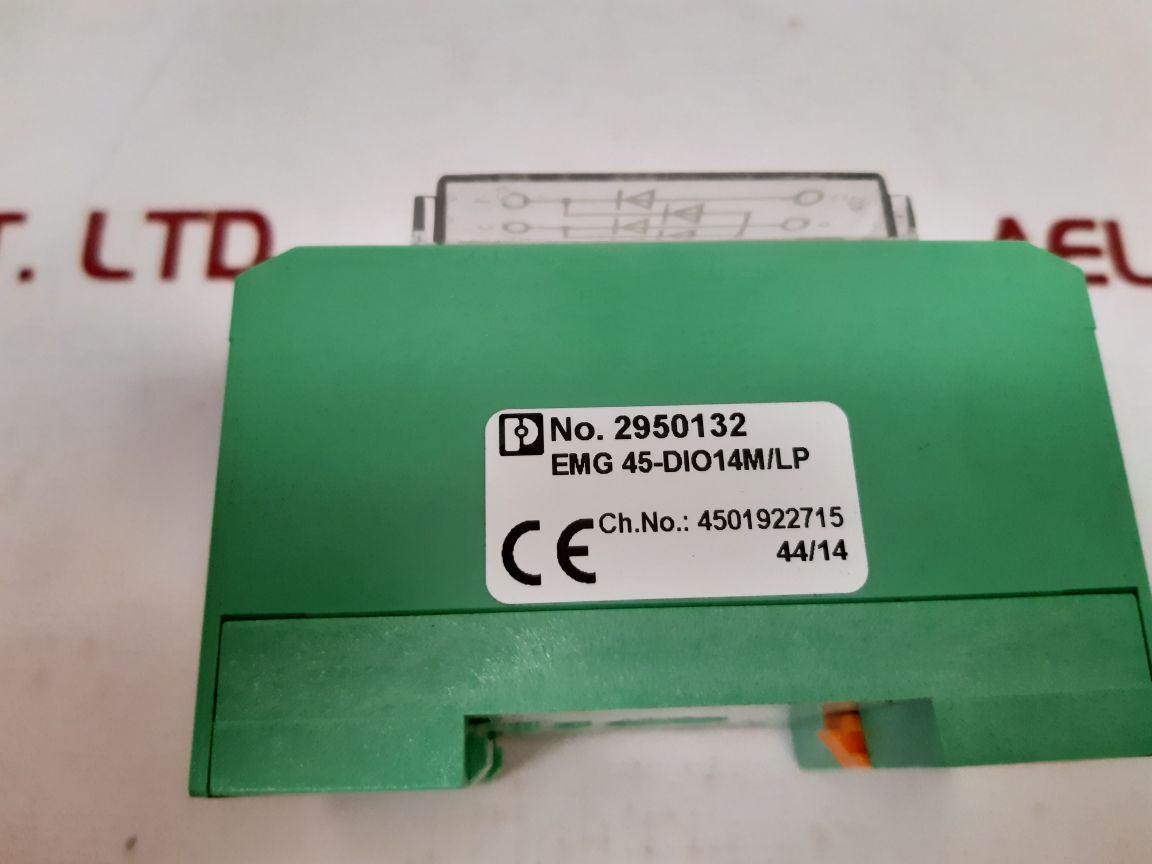 T. LTD
AEU
No. 2950132
EMG 45-DIO14M/LP
CE
Ch.No.: 4501922715
44/14